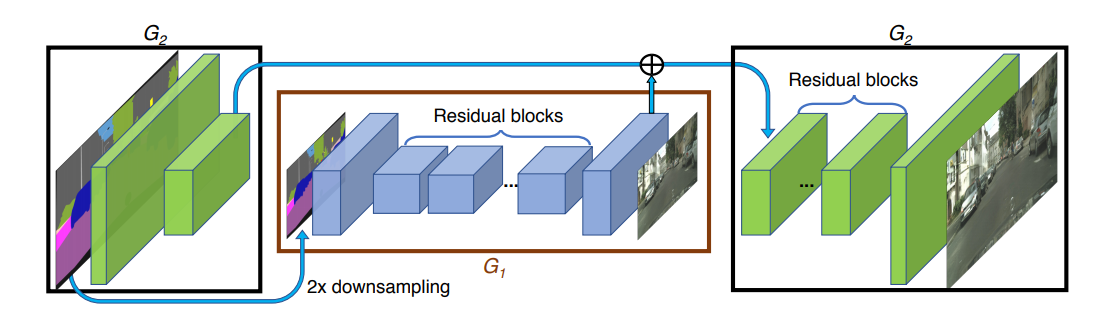 G2
G2
Residual blocks
Residual blocks
...
...
G1
2x downsampling